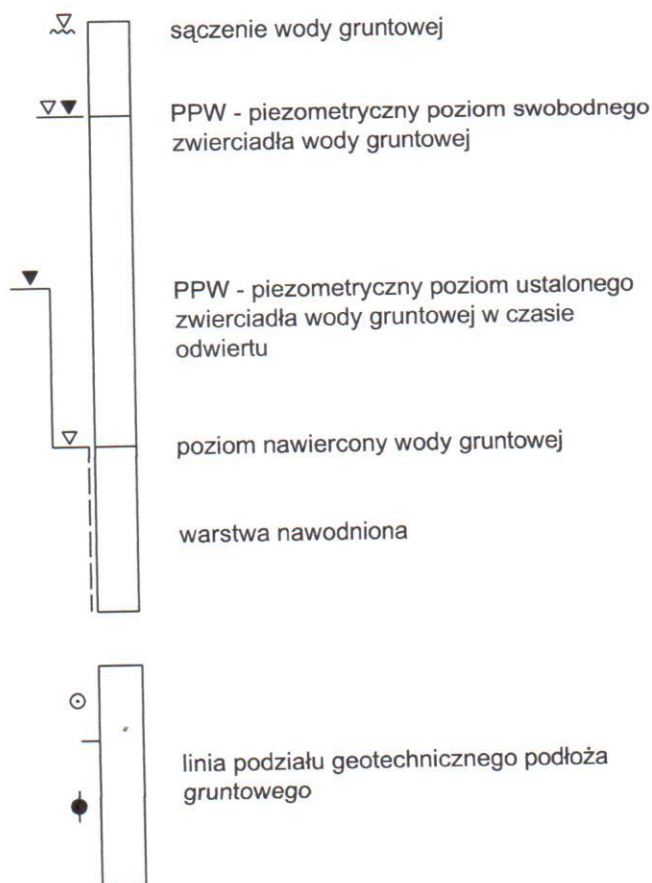 sączenie wody gruntowej
PPW - piezometryczny poziom swobodnego
zwierciadła wody gruntowej
PPW - piezometryczny poziom ustalonego
zwierciadła wody gruntowej w czasie
odwiertu
poziom nawiercony wody gruntowej
warstwa nawodniona
linia podziału geotechnicznego podłoża
gruntowego